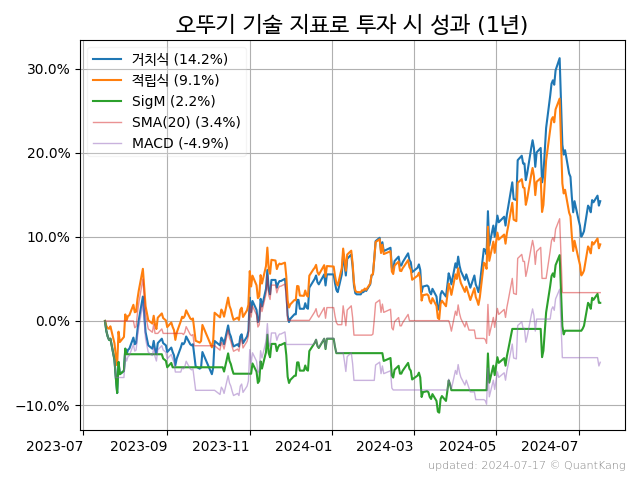 오뚜기 기술 지표로 투자 시 성과 (1년)
거치식 (14.2%)
적립식 (9.1%)
SigM (2.2%)
SMA(20) (3.4%)
MACD (-4.9%)
30.0%
20.0%
10.0%
0.0%
−10.0%
2023-07 2023-09 2023-11 2024-01 2024-03 2024-05 2024-07
updated: 2024-07-17 © QuantKang